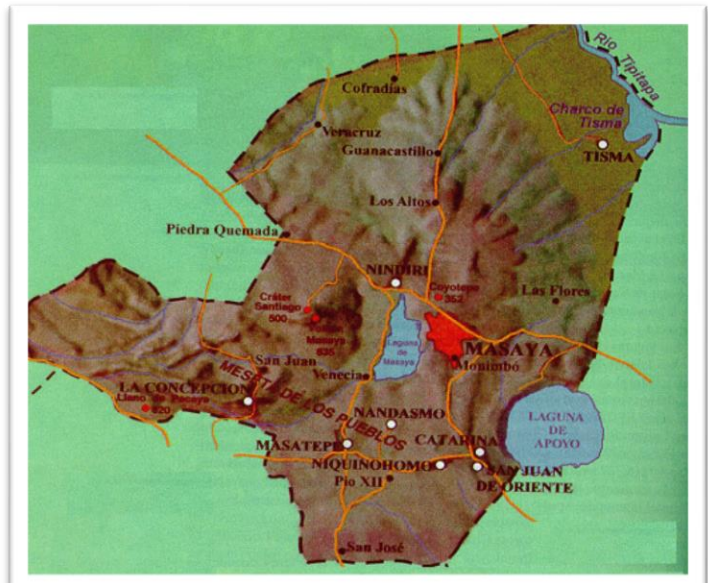 Río Tipitapa
Cofradías
Charco de
Tisma
Veracruz
Guanacastillo
TISMA
Los Altos
Piedra Quemada
NINDIRI
Coyotepe
352
Las Flores
Cráter
Santiago
500
Volcán
Masaya
635
Laguna
de
Masaya
MASAYA
Monimbó
San Juan
Venecia
LA CONCEPCION
Llano de Pacaya
820
MESETA DE LOS PUEBLOS
NANDASMO
LAGUNA
DE
APOYO
MASATEPE
CATARINA
NIQUINOHOMO
SAN JUAN
DE ORIENTE
Pío XII
San José